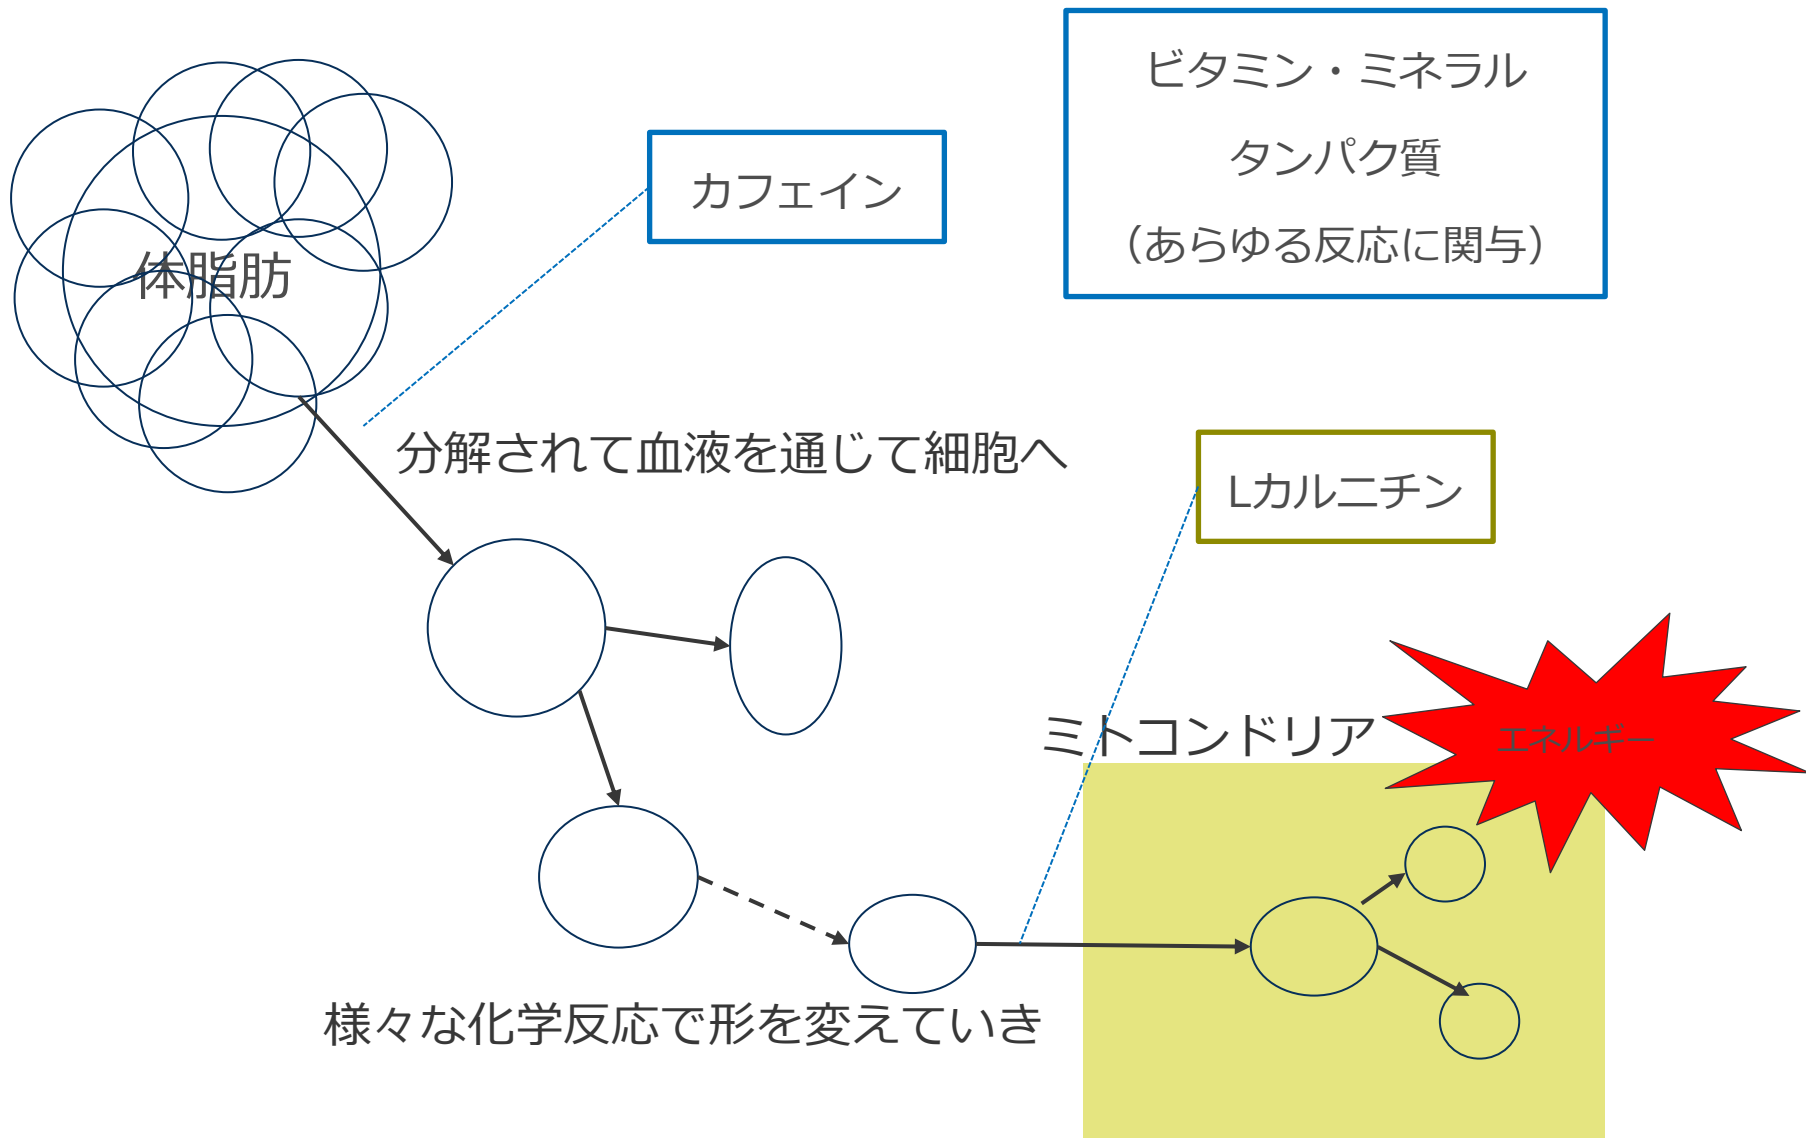 ビタミン・ミネラル
タンパク質
（あらゆる反応に関与）
カフェイン
体脂肪
分解されて血液を通じて細胞へ
Lカルニチン
ミトコンドリア
エネルギー
様々な化学反応で形を変えていき